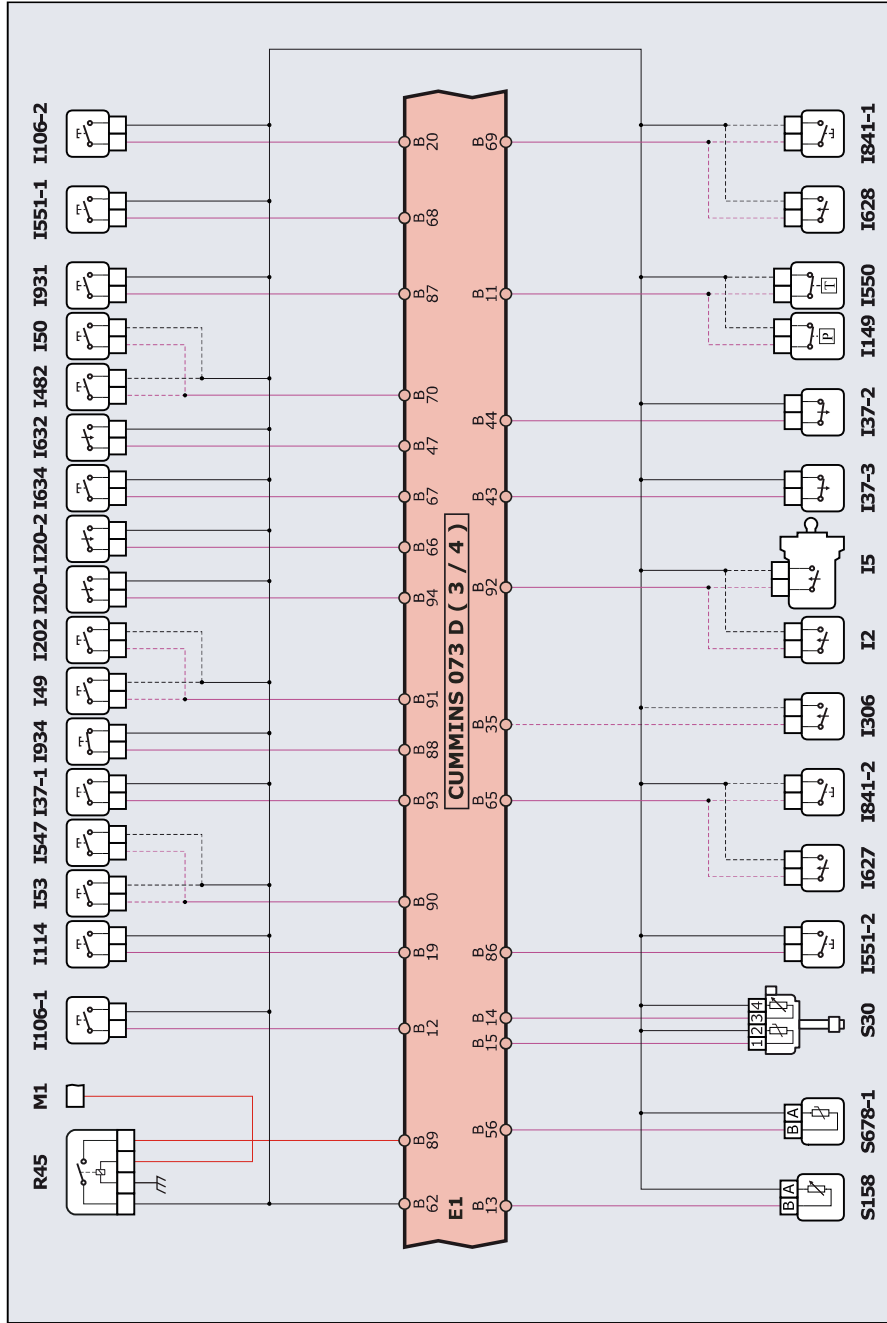 R45 M1 I106-1 I114 I53 I547 I37-1 I934 I49 I202 I20-1 I20-2 I634 I632 I482 I50 I931 I551-1 I106-2
B B B B B B B B B B B B B B B B
62 89 12 19 90 93 88 91 94 66 67 47 70 87 68 20
E1 CUMMINS 073 D ( 3 / 4 )
B B B B B B B B B B B B
13 56 15 14 86 65 35 92 43 44 11 69
B A B A 1 2 3 4
P T
S158 S678-1 S30 I551-2 I627 I841-2 I306 I2 I5 I37-3 I37-2 I149 I550 I628 I841-1